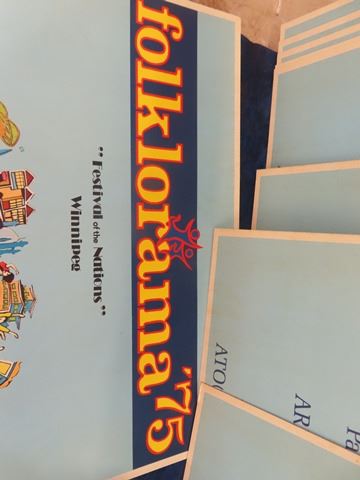 folklorama '75
"Festival of the Nations"
Winnipeg